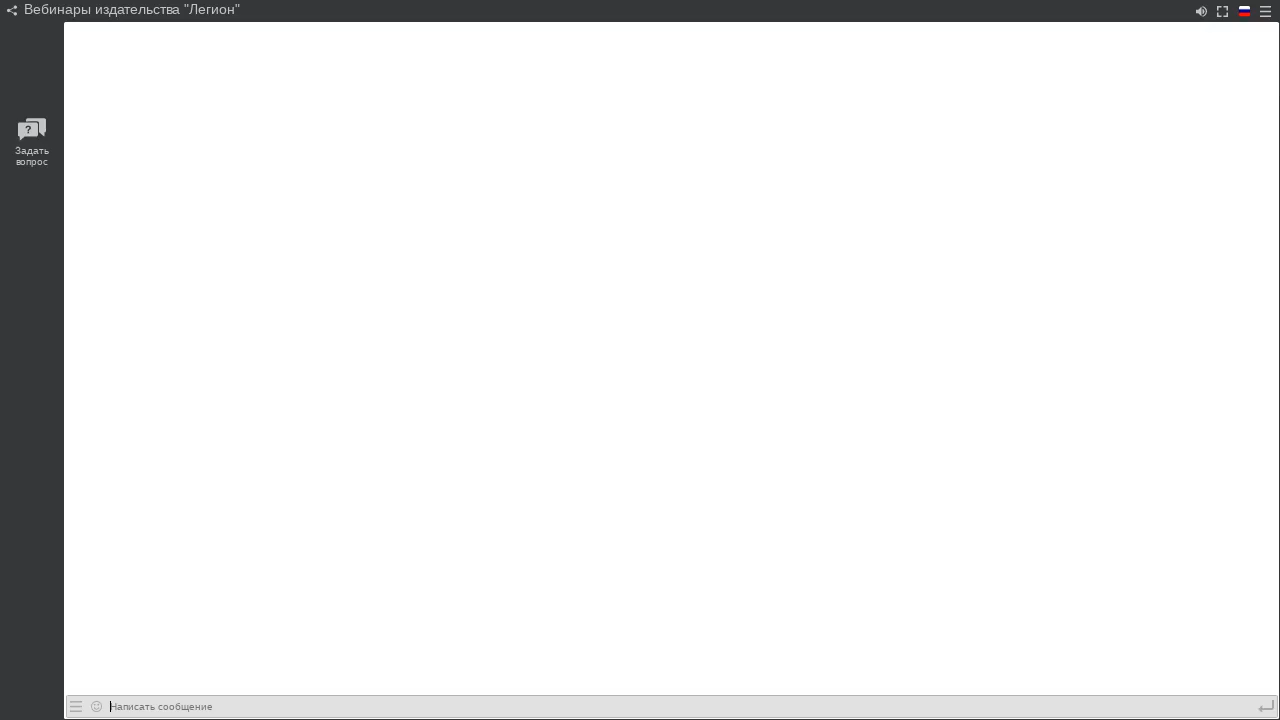 Вебинары издательства "Легион"
Задать
вопрос
Написать сообщение